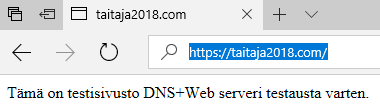 taitaja2018.com
https://taitaja2018.com/
Tämä on testisivusto DNS+Web serveri testausta varten.